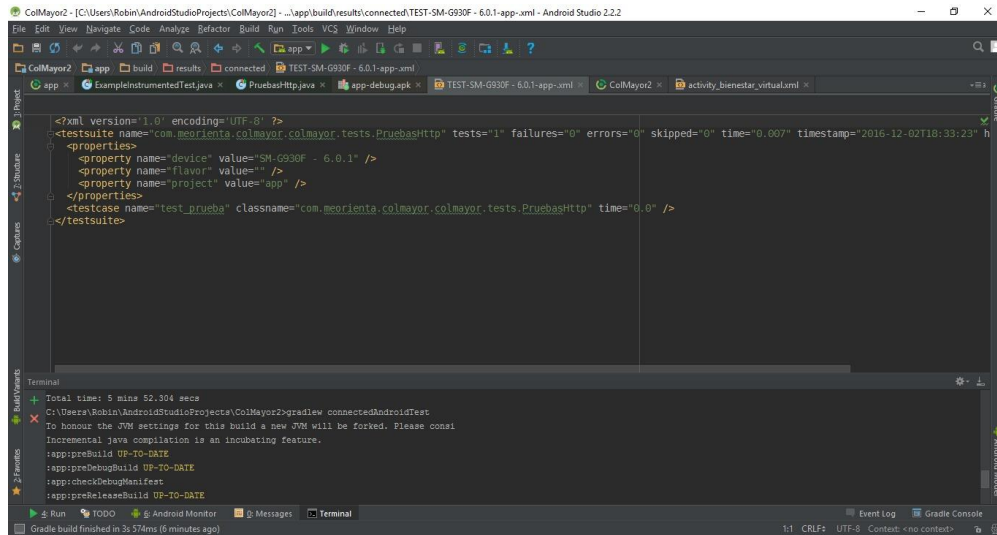 ColMayor2 - [C:\Users\Robin\AndroidStudioProjects\ColMayor2] - ...\app\build\results\connected\TEST-SM-G930F - 6.0.1-app-.xml - Android Studio 2.2.2
File Edit View Navigate Code Analyze Refactor Build Run Tools VCS Window Help
app
ColMayor2 app build results connected TEST-SM-G930F - 6.0.1-app-.xml
app ExampleInstrumentedTest.java PruebasHttp.java app-debug.apk TEST-SM-G930F - 6.0.1-app-.xml ColMayor2 activity_bienestar_virtual.xml
1: Project
2: Structure
Captures
Build Variants
2: Favorites
<?xml version='1.0' encoding='UTF-8' ?>
<testsuite name="com.meorienta.colmayor.colmayor.tests.PruebasHttp" tests="1" failures="0" errors="0" skipped="0" time="0.007" timestamp="2016-12-02T18:33:23" h
<properties>
<property name="device" value="SM-G930F - 6.0.1" />
<property name="flavor" value="" />
<property name="project" value="app" />
</properties>
<testcase name="test_prueba" classname="com.meorienta.colmayor.colmayor.tests.PruebasHttp" time="0.0" />
</testsuite>
Terminal
Total time: 5 mins 52.304 secs
C:\Users\Robin\AndroidStudioProjects\ColMayor2>gradlew connectedAndroidTest
To honour the JVM settings for this build a new JVM will be forked. Please consi
Incremental java compilation is an incubating feature.
:app:preBuild UP-TO-DATE
:app:preDebugBuild UP-TO-DATE
:app:checkDebugManifest
:app:preReleaseBuild UP-TO-DATE
4: Run TODO 6: Android Monitor 0: Messages Terminal Event Log Gradle Console
Gradle build finished in 3s 574ms (6 minutes ago) 1:1 CRLF UTF-8 Context: <no context>